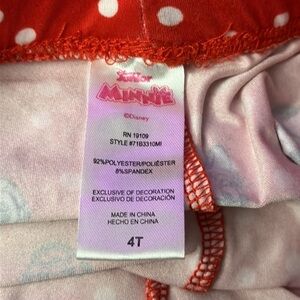 Junior
MINNIE
©Disney
RN 19109
STYLE #71B3310MI
92%POLYESTER/POLIÉSTER
8%SPANDEX
EXCLUSIVE OF DECORATION
EXCLUSIVO DE DECORACIÓN
MADE IN CHINA
HECHO EN CHINA
4T